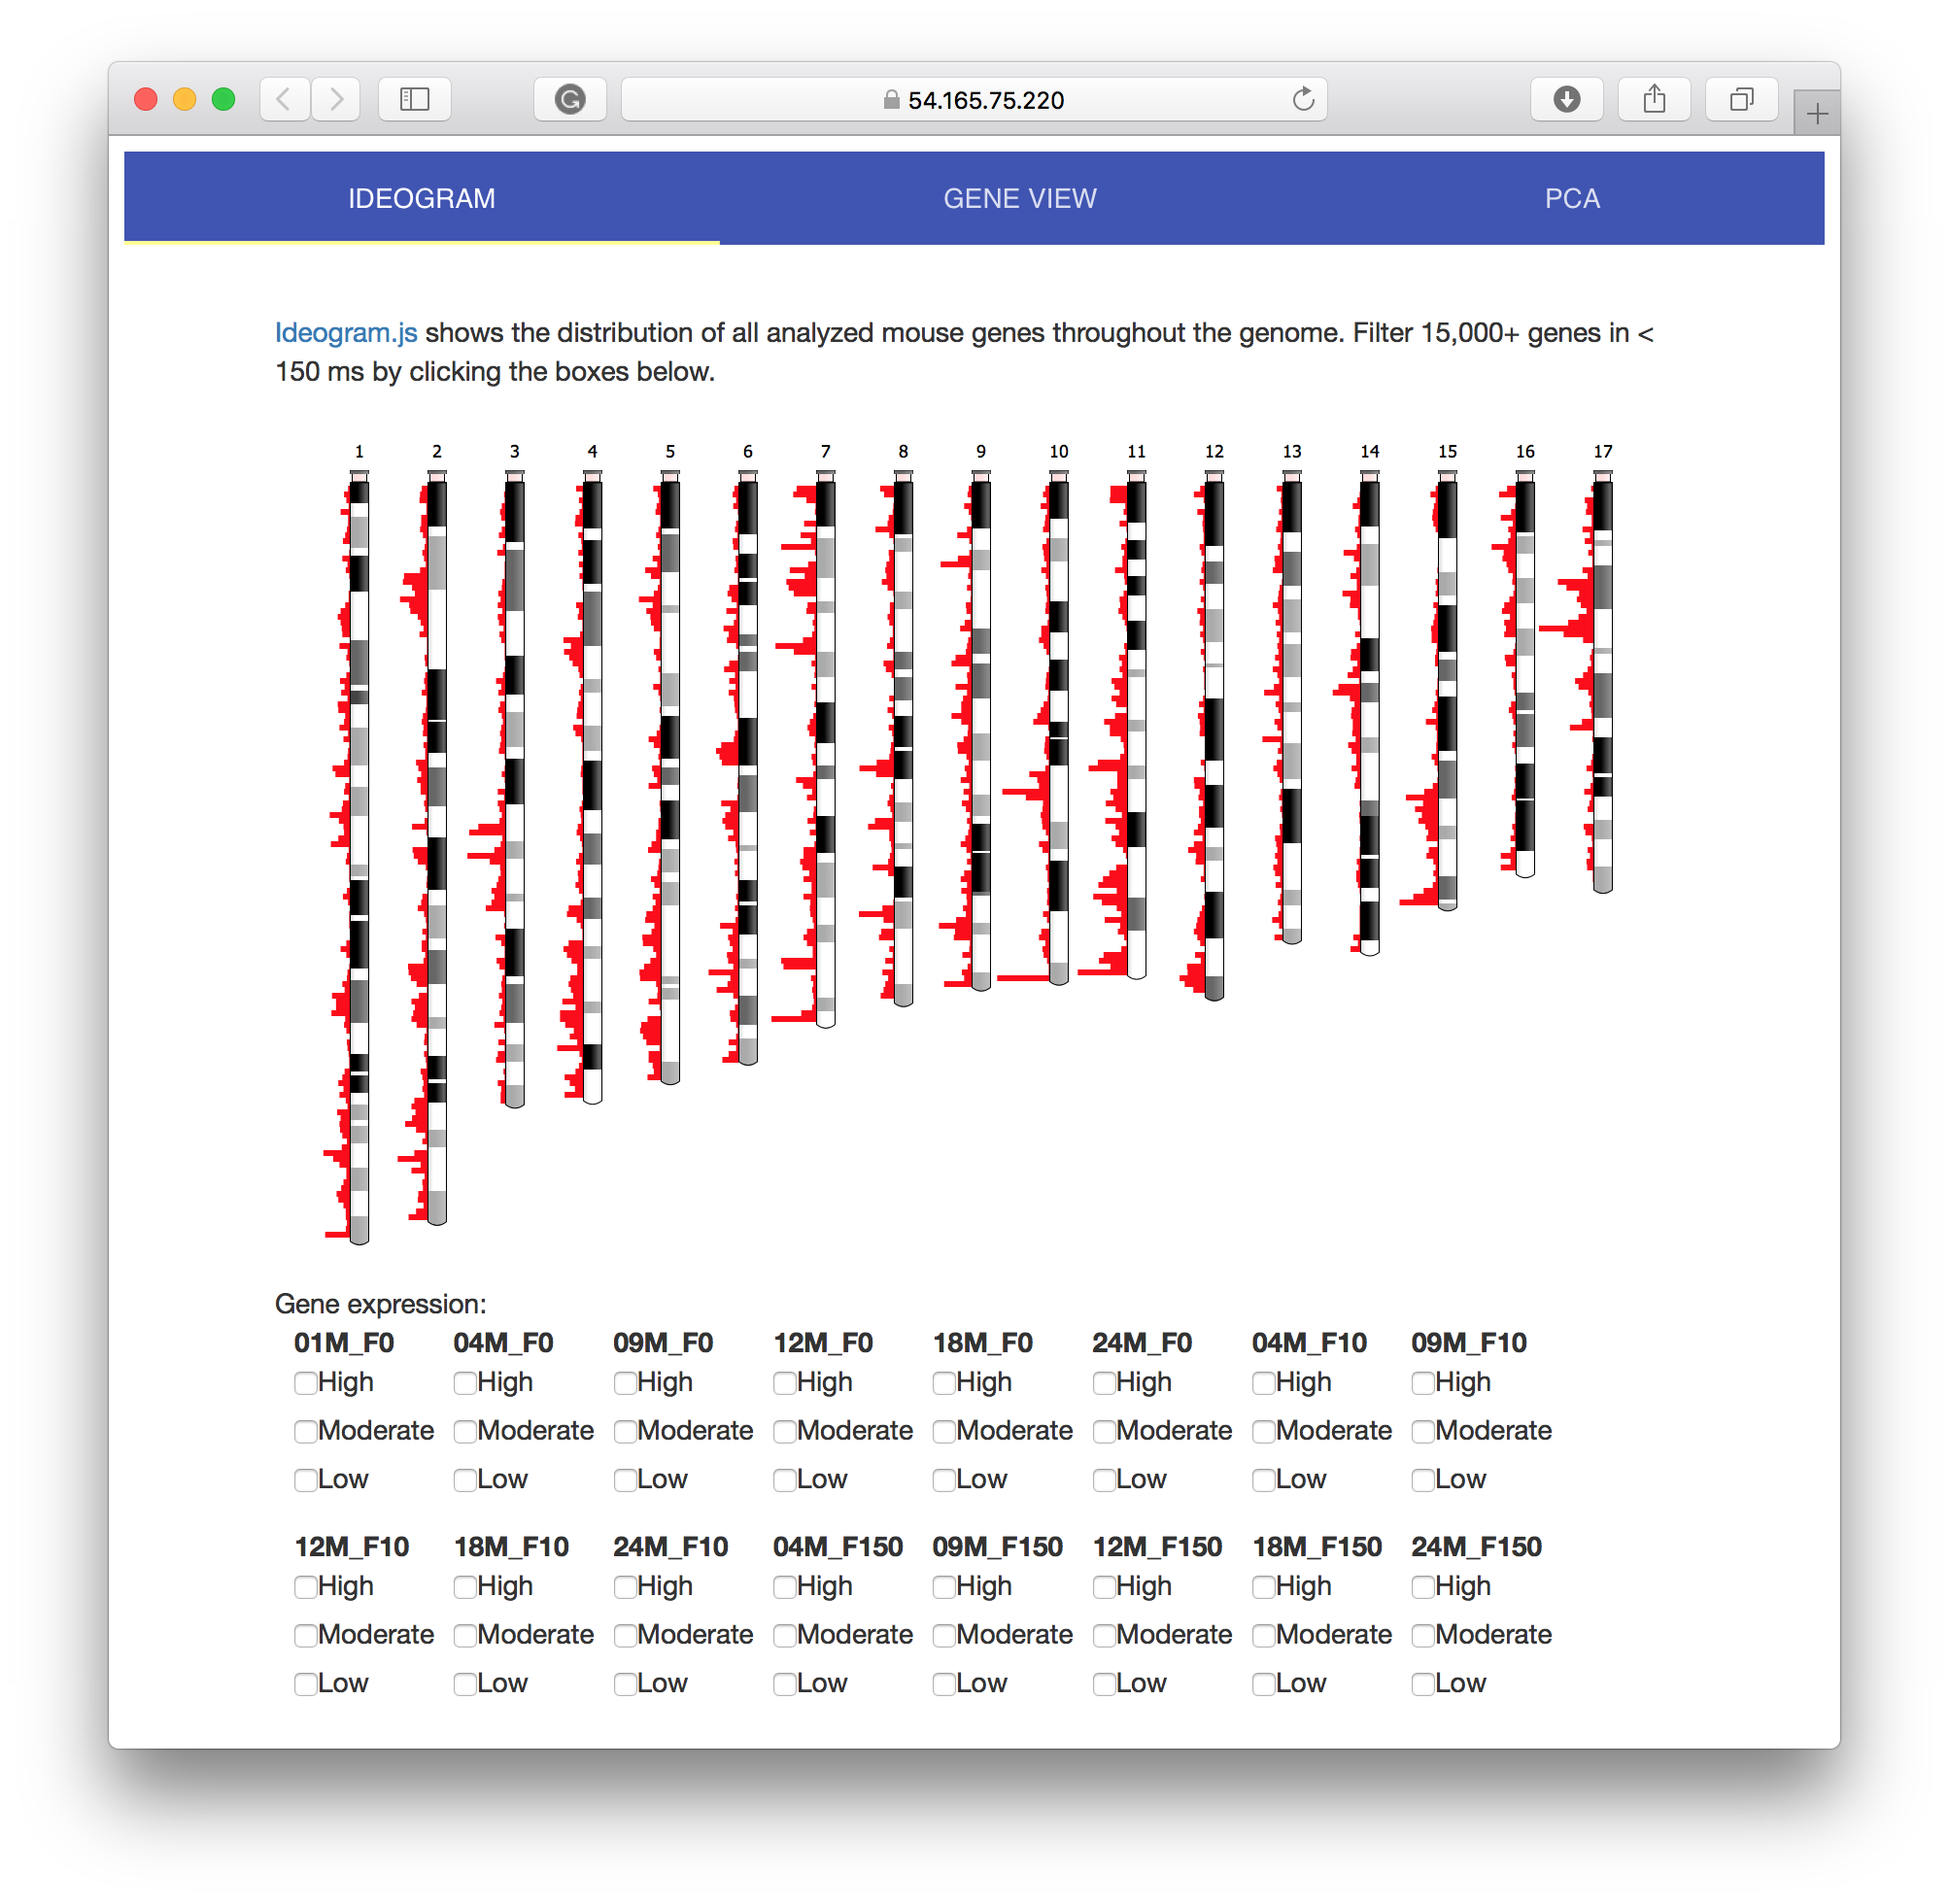 54.165.75.220
IDEOGRAM GENE VIEW PCA
Ideogram.js shows the distribution of all analyzed mouse genes throughout the genome. Filter 15,000+ genes in <
150 ms by clicking the boxes below.
1 2 3 4 5 6 7 8 9 10 11 12 13 14 15 16 17
Gene expression:
01M_F0 04M_F0 09M_F0 12M_F0 18M_F0 24M_F0 04M_F10 09M_F10
High High High High High High High High
Moderate Moderate Moderate Moderate Moderate Moderate Moderate Moderate
Low Low Low Low Low Low Low Low
12M_F10 18M_F10 24M_F10 04M_F150 09M_F150 12M_F150 18M_F150 24M_F150
High High High High High High High High
Moderate Moderate Moderate Moderate Moderate Moderate Moderate Moderate
Low Low Low Low Low Low Low Low